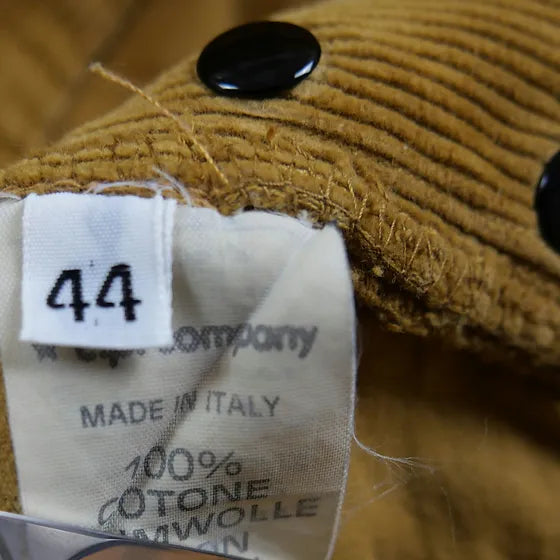 44
company
MADE IN ITALY
100%
COTONE